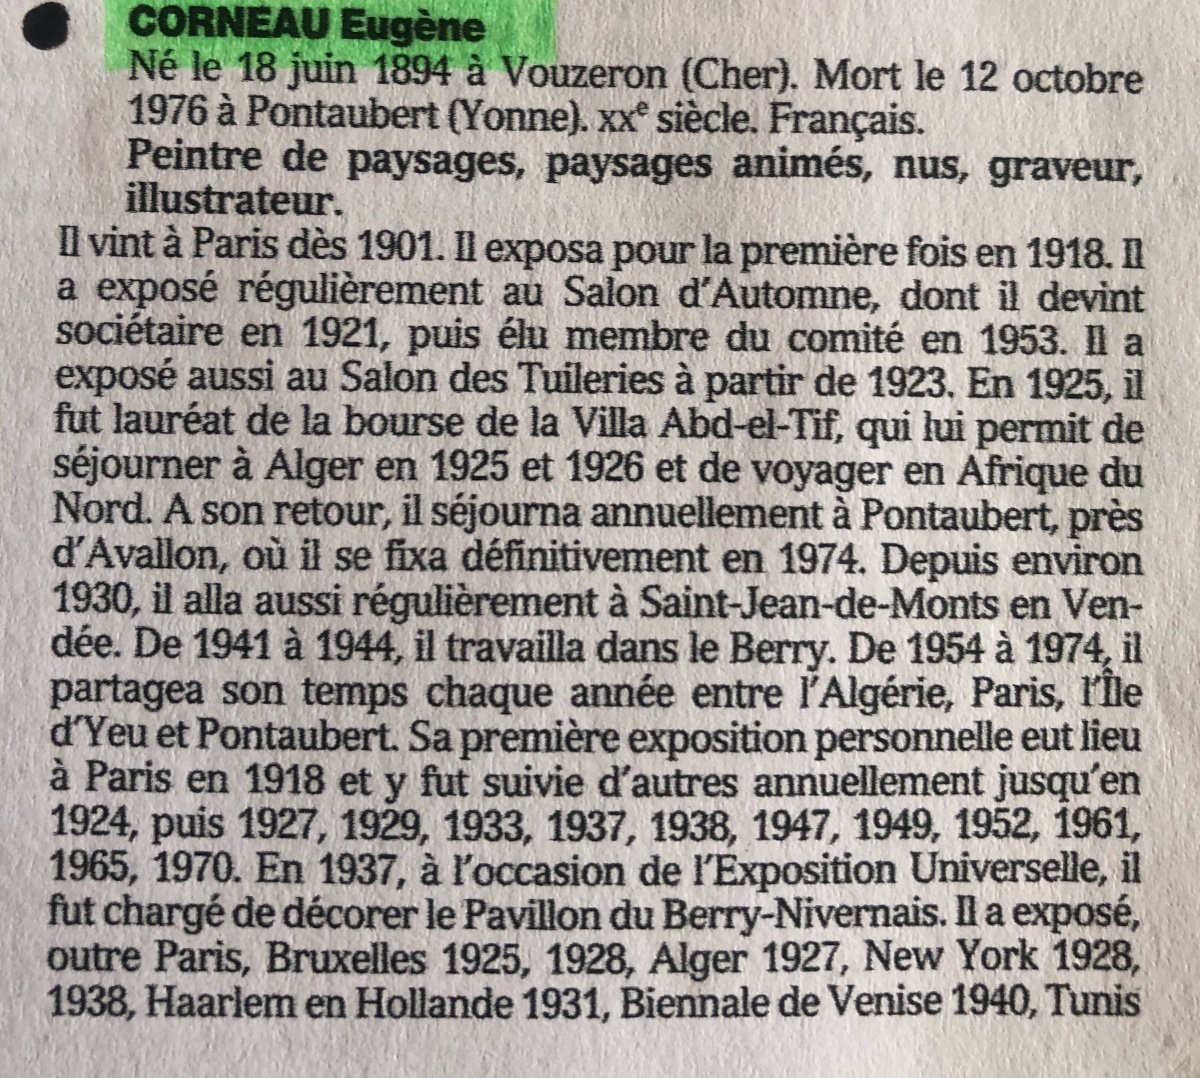 CORNEAU Eugène
Né le 18 juin 1894 à Vouzeron (Cher). Mort le 12 octobre
1976 à Pontaubert (Yonne). XXe siècle. Français.
Peintre de paysages, paysages animés, nus, graveur,
illustrateur.
Il vint à Paris dès 1901. Il exposa pour la première fois en 1918. Il
a exposé régulièrement au Salon d'Automne, dont il devint
sociétaire en 1921, puis élu membre du comité en 1953. Il a
exposé aussi au Salon des Tuileries à partir de 1923. En 1925, il
fut lauréat de la bourse de la Villa Abd-el-Tif, qui lui permit de
séjourner à Alger en 1925 et 1926 et de voyager en Afrique du
Nord. A son retour, il séjourna annuellement à Pontaubert, près
d'Avallon, où il se fixa définitivement en 1974. Depuis environ
1930, il alla aussi régulièrement à Saint-Jean-de-Monts en Ven-
dée. De 1941 à 1944, il travailla dans le Berry. De 1954 à 1974, il
partagea son temps chaque année entre l'Algérie, Paris, l'Île
d'Yeu et Pontaubert. Sa première exposition personnelle eut lieu
à Paris en 1918 et y fut suivie d'autres annuellement jusqu'en
1924, puis 1927, 1929, 1933, 1937, 1938, 1947, 1949, 1952, 1961,
1965, 1970. En 1937, à l'occasion de l'Exposition Universelle, il
fut chargé de décorer le Pavillon du Berry-Nivernais. Il a exposé,
outre Paris, Bruxelles 1925, 1928, Alger 1927, New York 1928,
1938, Haarlem en Hollande 1931, Biennale de Venise 1940, Tunis